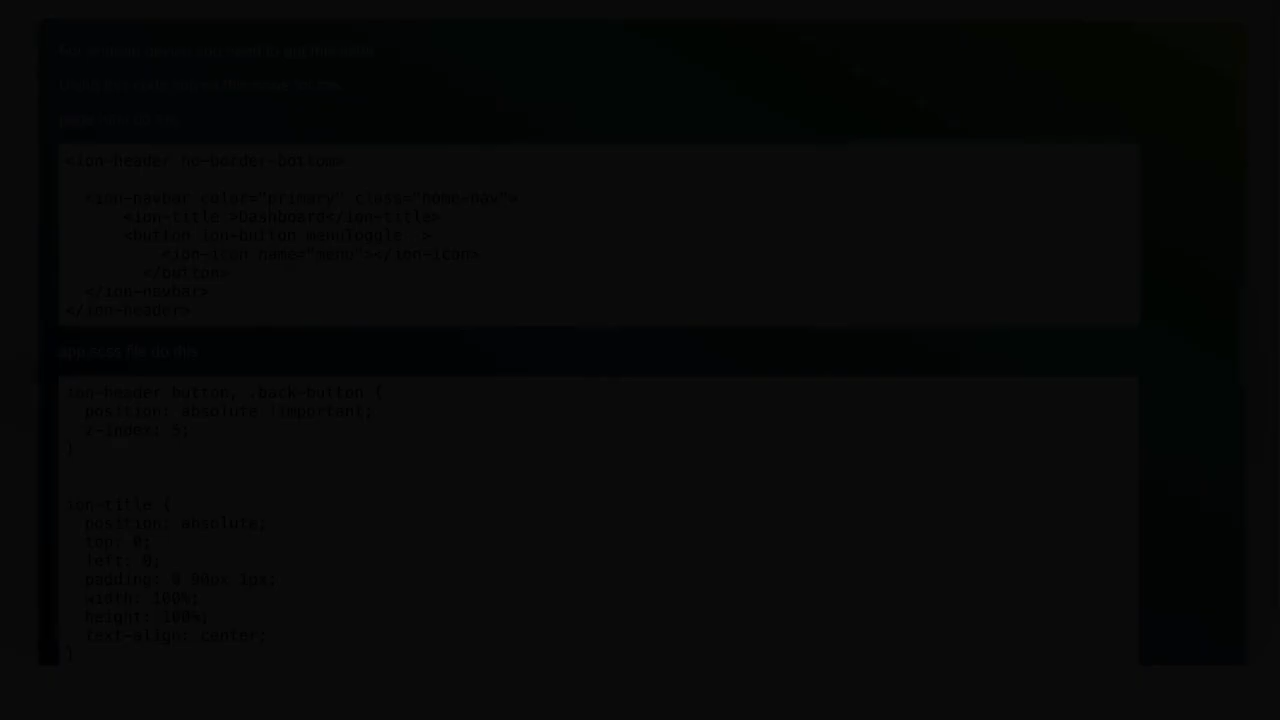 <ion-header no-border-bottom>
<ion-navbar color="primary" class="home-nav">
<ion-title >Dashboard</ion-title>
<button ion-button menuToggle >
<ion-icon name="menu"></ion-icon>
</button>
</ion-navbar>
</ion-header>
app.scss file do this
ion-header button, .back-button {
position: absolute !important;
z-index: 5;
}
ion-title {
position: absolute;
top: 0;
left: 0;
padding: 0 90px 1px;
width: 100%;
height: 100%;
text-align: center;
}